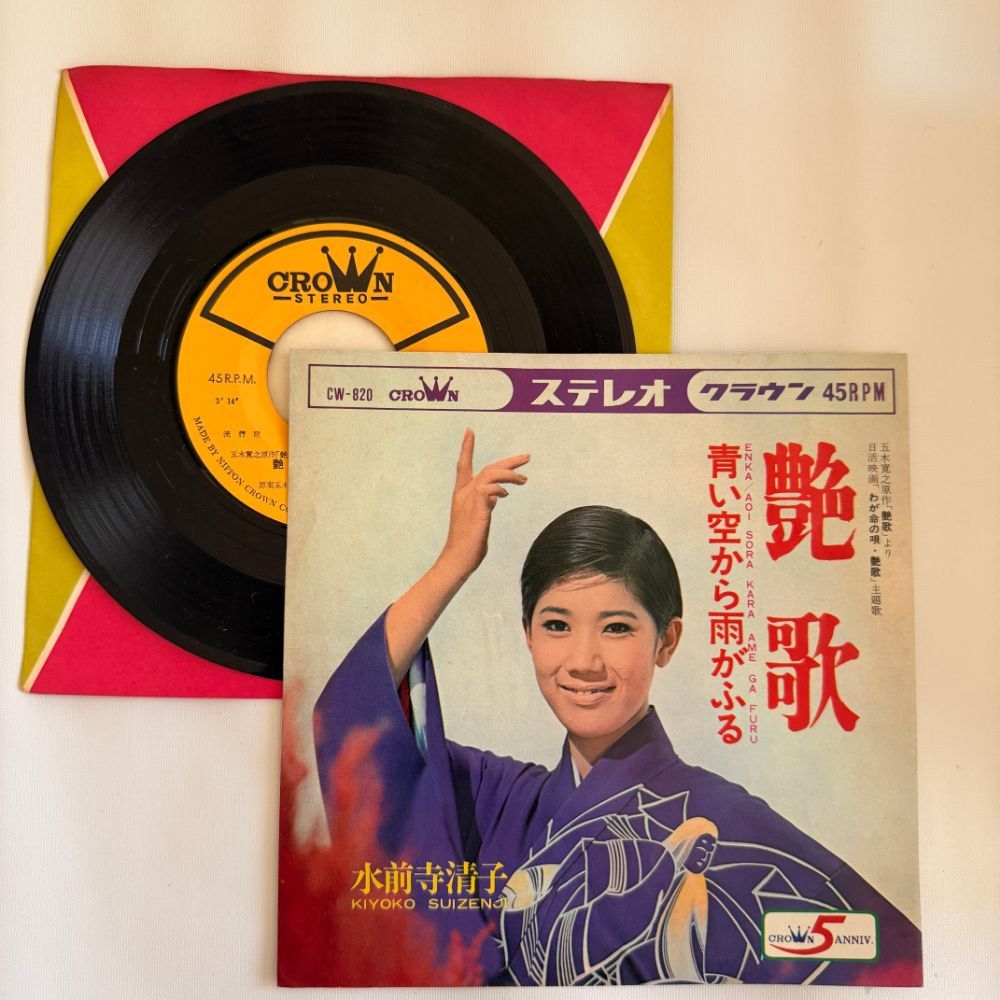 CROWN
STEREO
45 R.P.M.
3' 14"
流行歌
五木寛之原作「艶
艶
原案五木
MADE BY NIPPON CROWN CO
CW-820 CROWN ステレオ クラウン 45RPM
五木寛之原作「艶歌」より
日活映画「わが命の唄・艶歌」主題歌
艶歌
ENKA/AOI SORA KARA AME GA FURU
青い空から雨がふる
水前寺清子
KIYOKO SUIZENJI
CROWN 5 ANNIV.